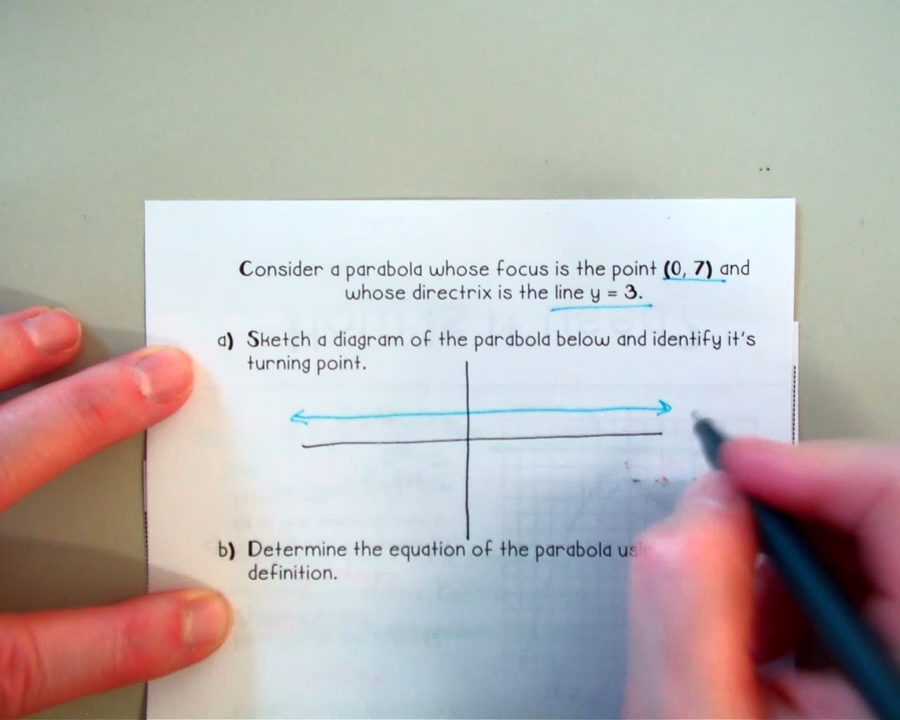 Consider a parabola whose focus is the point (0, 7) and
whose directrix is the line y = 3.
a) Sketch a diagram of the parabola below and identify it's
turning point.
b) Determine the equation of the parabola
definition.